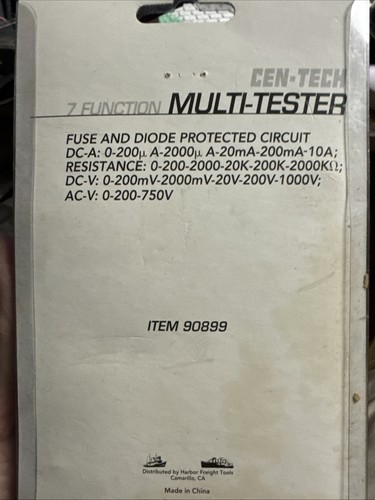 CEN-TECH
7 FUNCTION MULTI-TESTER
FUSE AND DIODE PROTECTED CIRCUIT
DC-A: 0-200µ A-2000µ A-20mA-200mA-10A;
RESISTANCE: 0-200-2000-20K-200K-2000KΩ;
DC-V: 0-200mV-2000mV-20V-200V-1000V;
AC-V: 0-200-750V
ITEM 90899
Distributed by Harbor Freight Tools
Camarillo, CA
Made in China